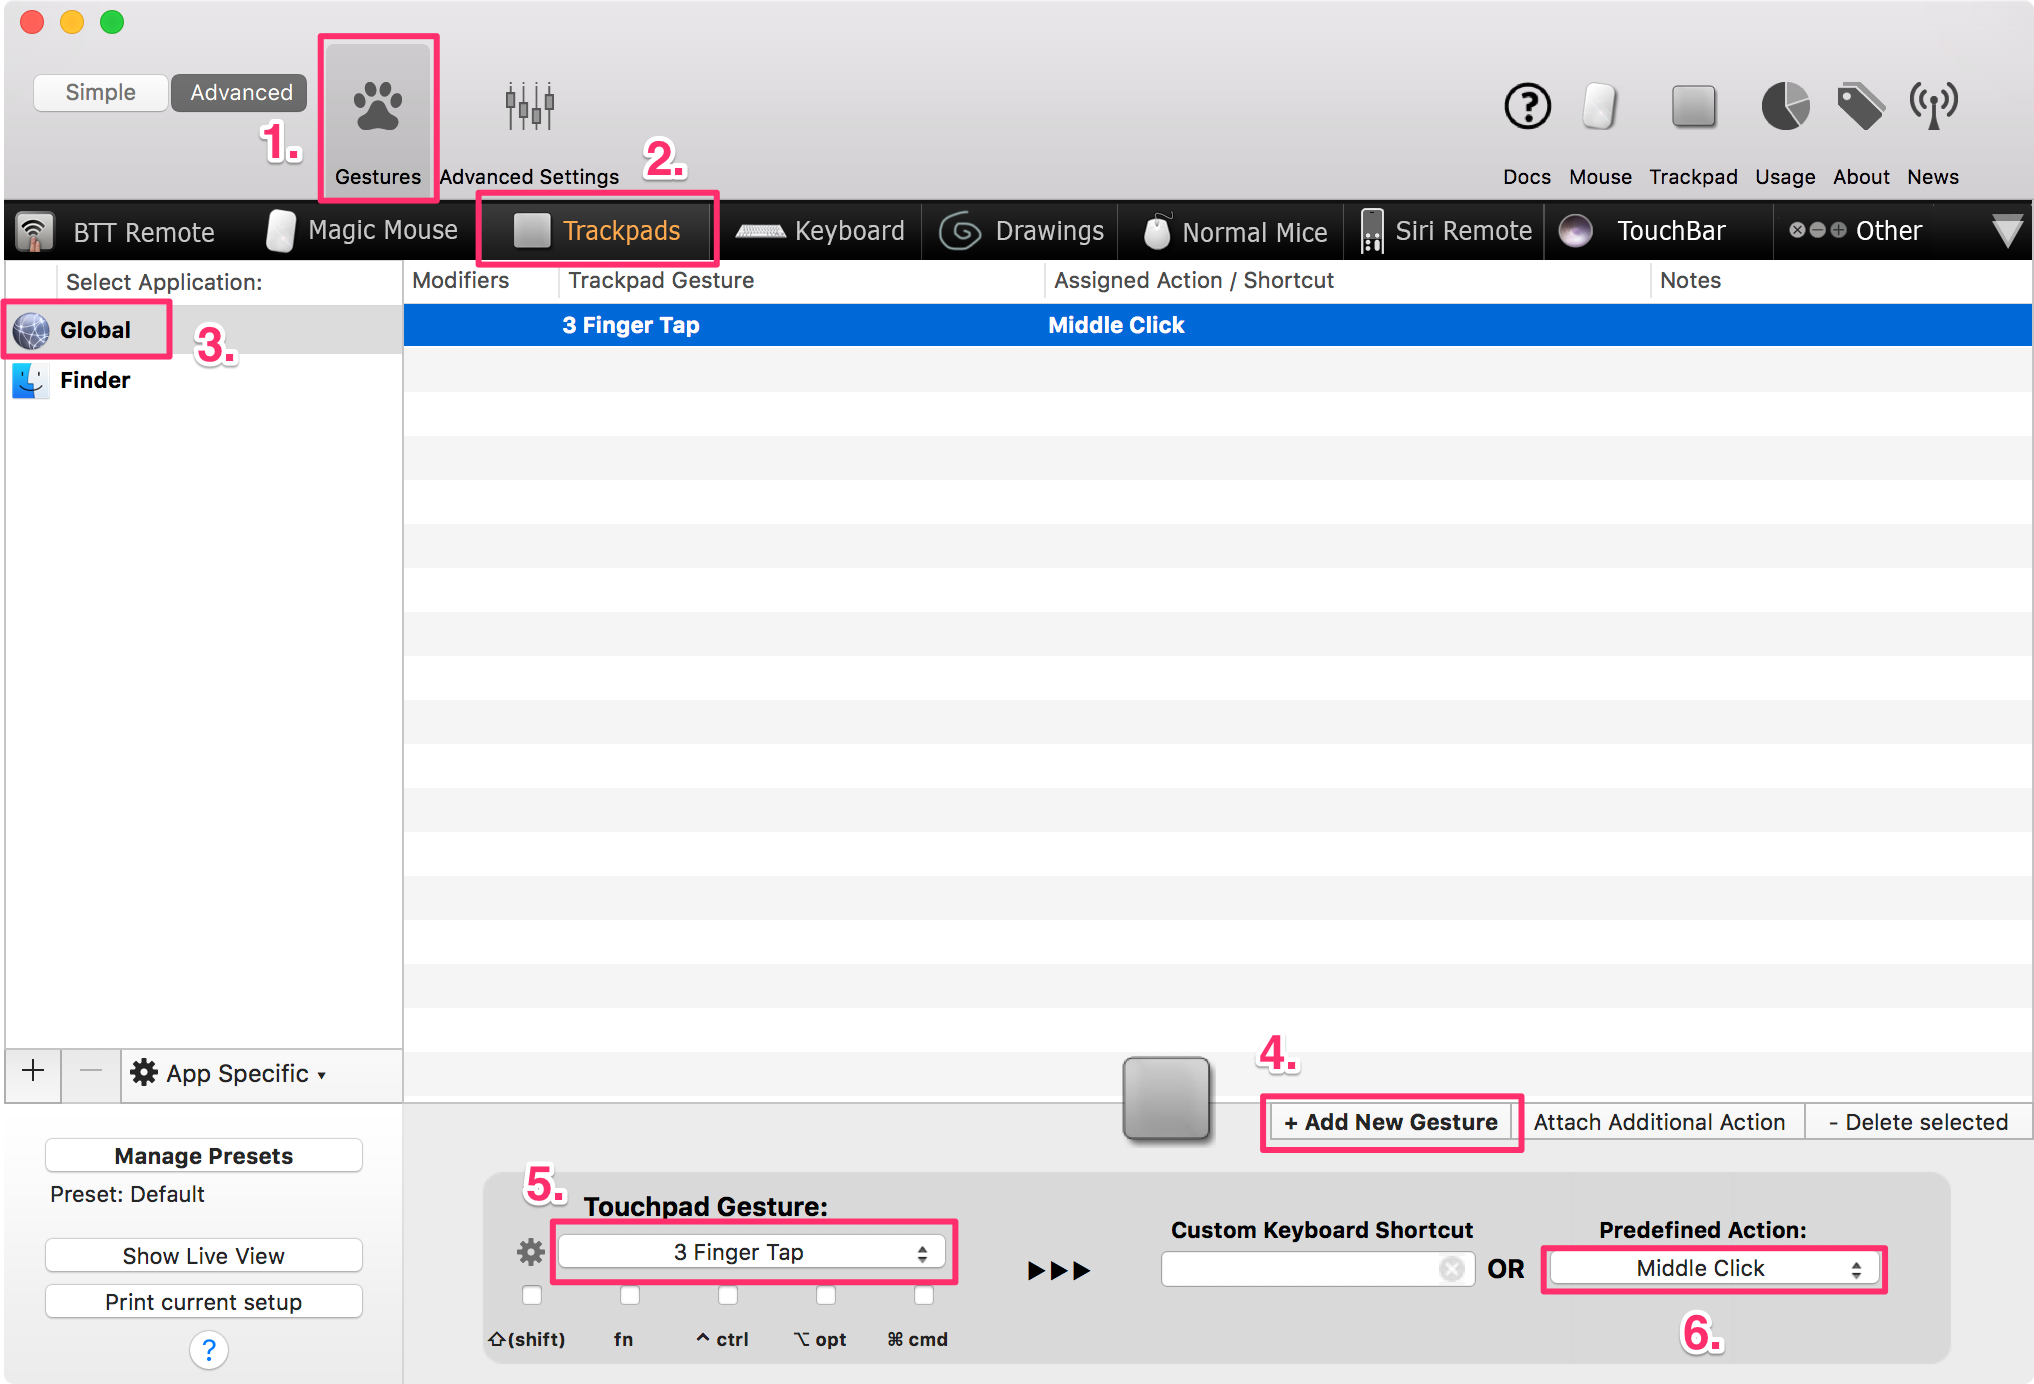 Simple Advanced
1.
Gestures
Advanced Settings
2.
Docs Mouse Trackpad Usage About News
BTT Remote Magic Mouse Trackpads Keyboard Drawings Normal Mice Siri Remote TouchBar Other
Select Application: Modifiers Trackpad Gesture Assigned Action / Shortcut Notes
Global 3. 3 Finger Tap Middle Click
Finder
+ − App Specific ▾
4.
+ Add New Gesture Attach Additional Action - Delete selected
Manage Presets
Preset: Default
Show Live View
Print current setup
?
5.
Touchpad Gesture:
3 Finger Tap
⇧(shift) fn ^ ctrl ⌥ opt ⌘ cmd
▶▶▶
Custom Keyboard Shortcut
OR
Predefined Action:
Middle Click
6.